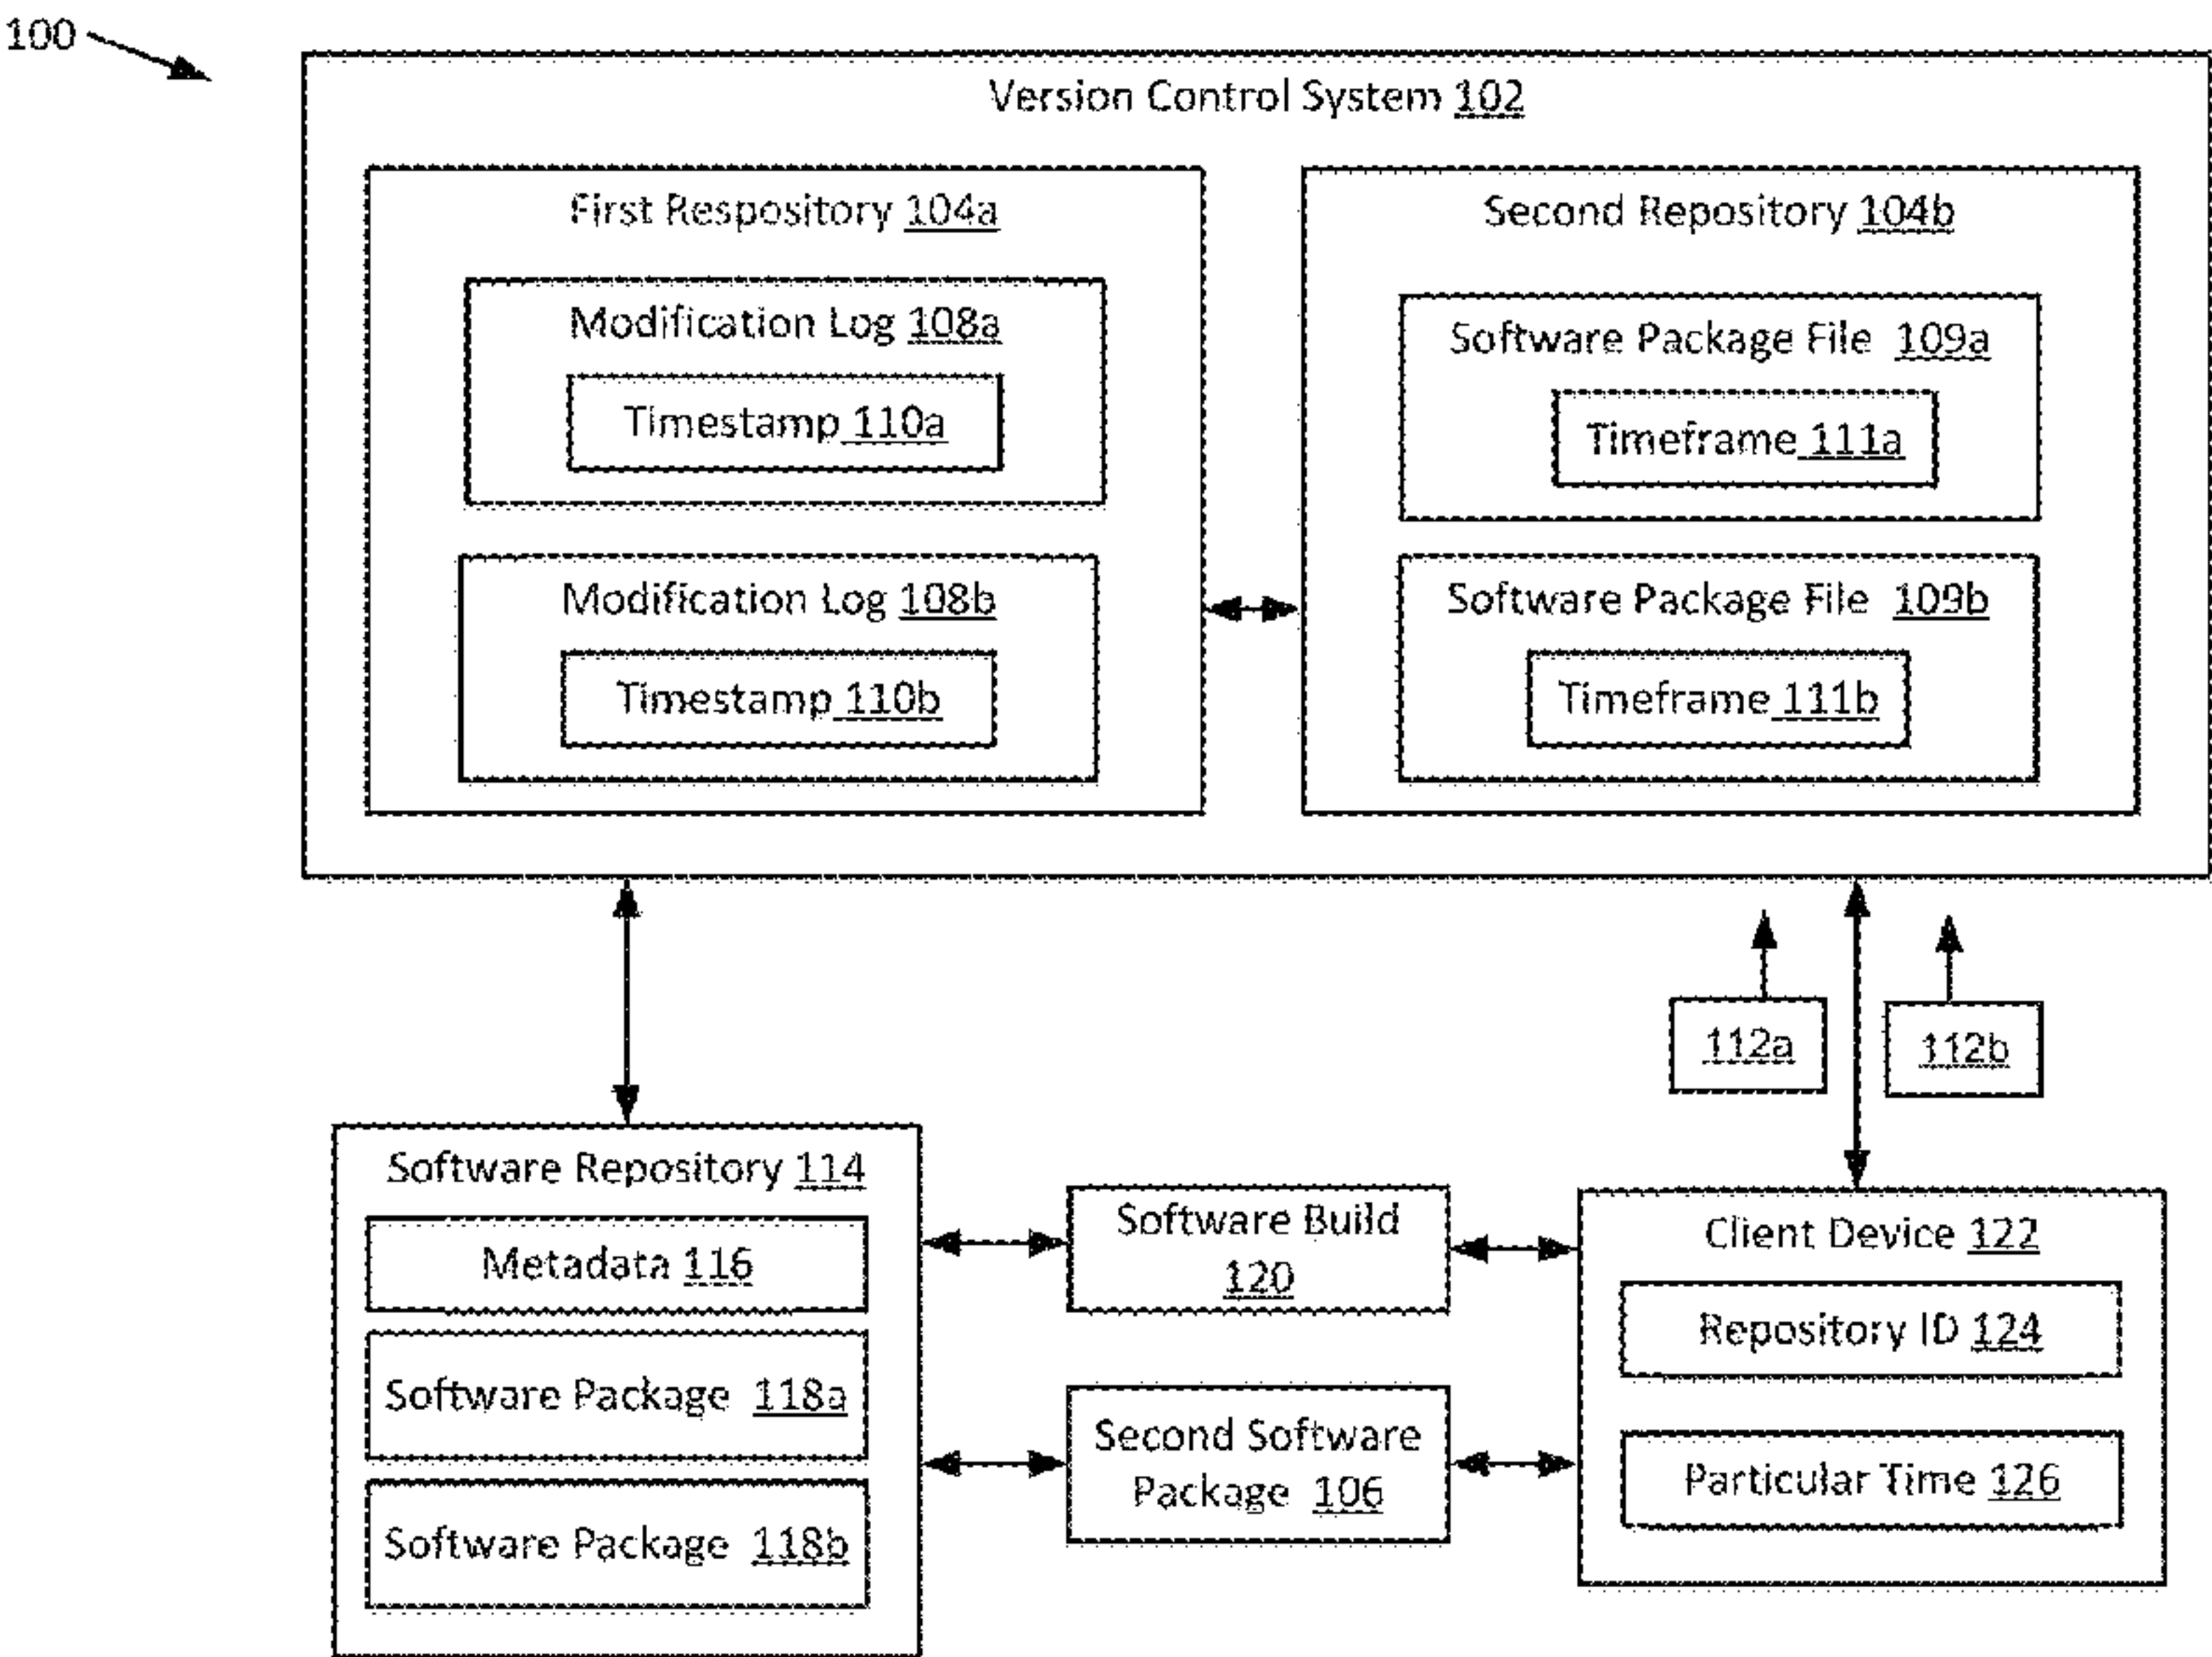 100
Version Control System 102
First Respository 104a
Modification Log 108a
Timestamp 110a
Modification Log 108b
Timestamp 110b
Second Repository 104b
Software Package File 109a
Timeframe 111a
Software Package File 109b
Timeframe 111b
112a
112b
Software Repository 114
Metadata 116
Software Package 118a
Software Package 118b
Software Build
120
Second Software
Package 106
Client Device 122
Repository ID 124
Particular Time 126